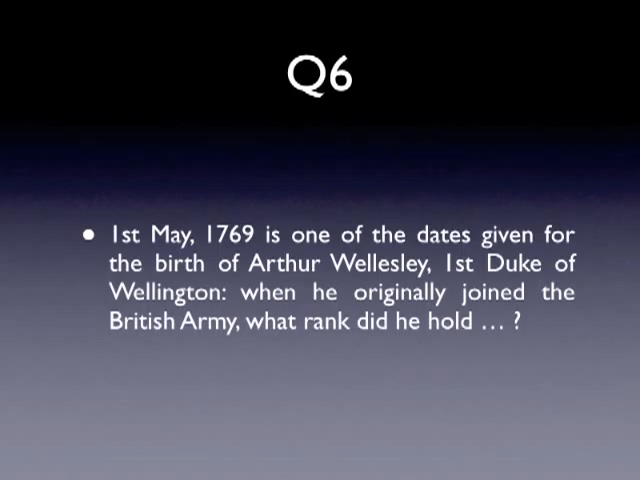 Q6
• 1st May, 1769 is one of the dates given for
the birth of Arthur Wellesley, 1st Duke of
Wellington: when he originally joined the
British Army, what rank did he hold … ?